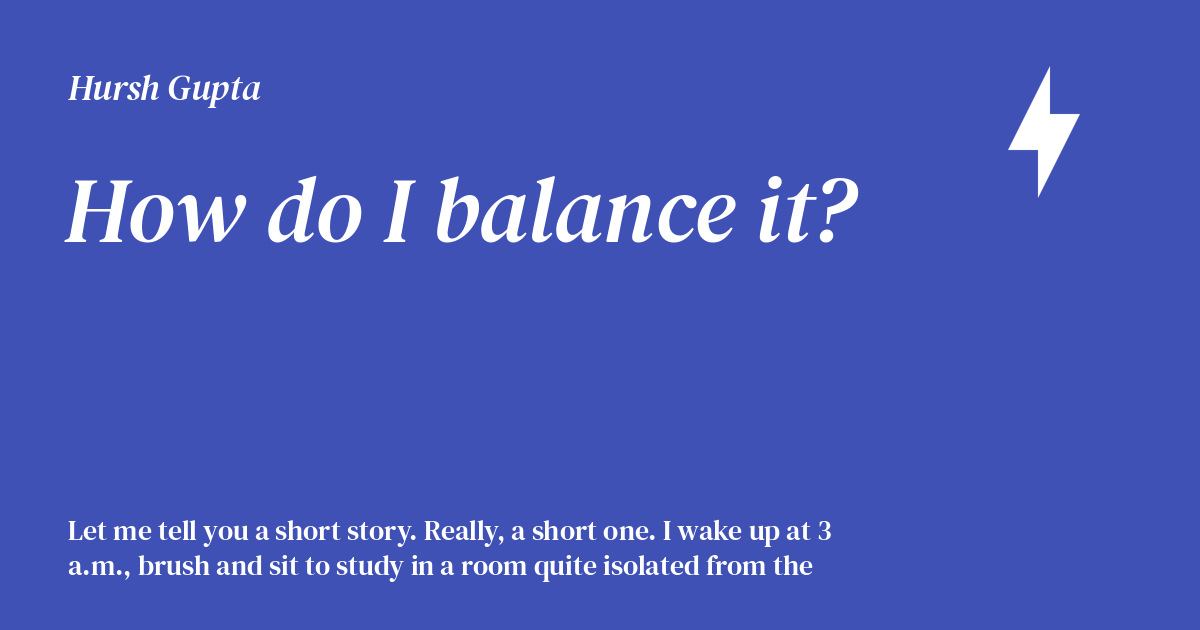 Hursh Gupta
How do I balance it?
Let me tell you a short story. Really, a short one. I wake up at 3
a.m., brush and sit to study in a room quite isolated from the